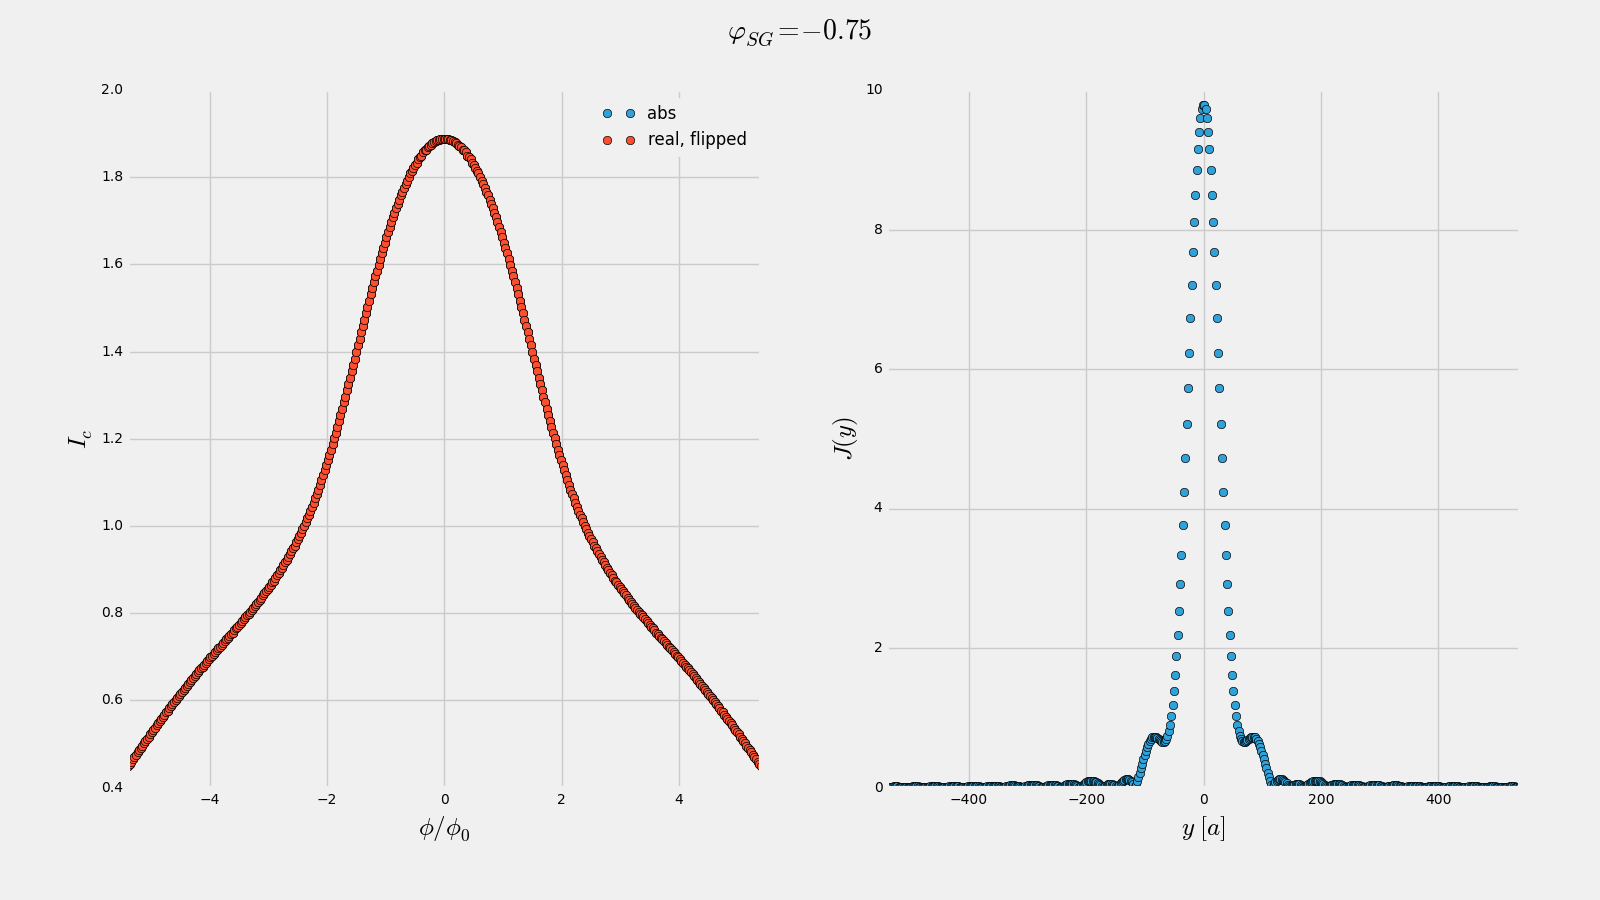 φ_SG = −0.75
2.0
1.8
1.6
1.4
1.2
1.0
0.8
0.6
0.4
I_c
abs
real, flipped
−4 −2 0 2 4
ϕ/ϕ_0
10
8
6
4
2
0
J(y)
−400 −200 0 200 400
y [a]